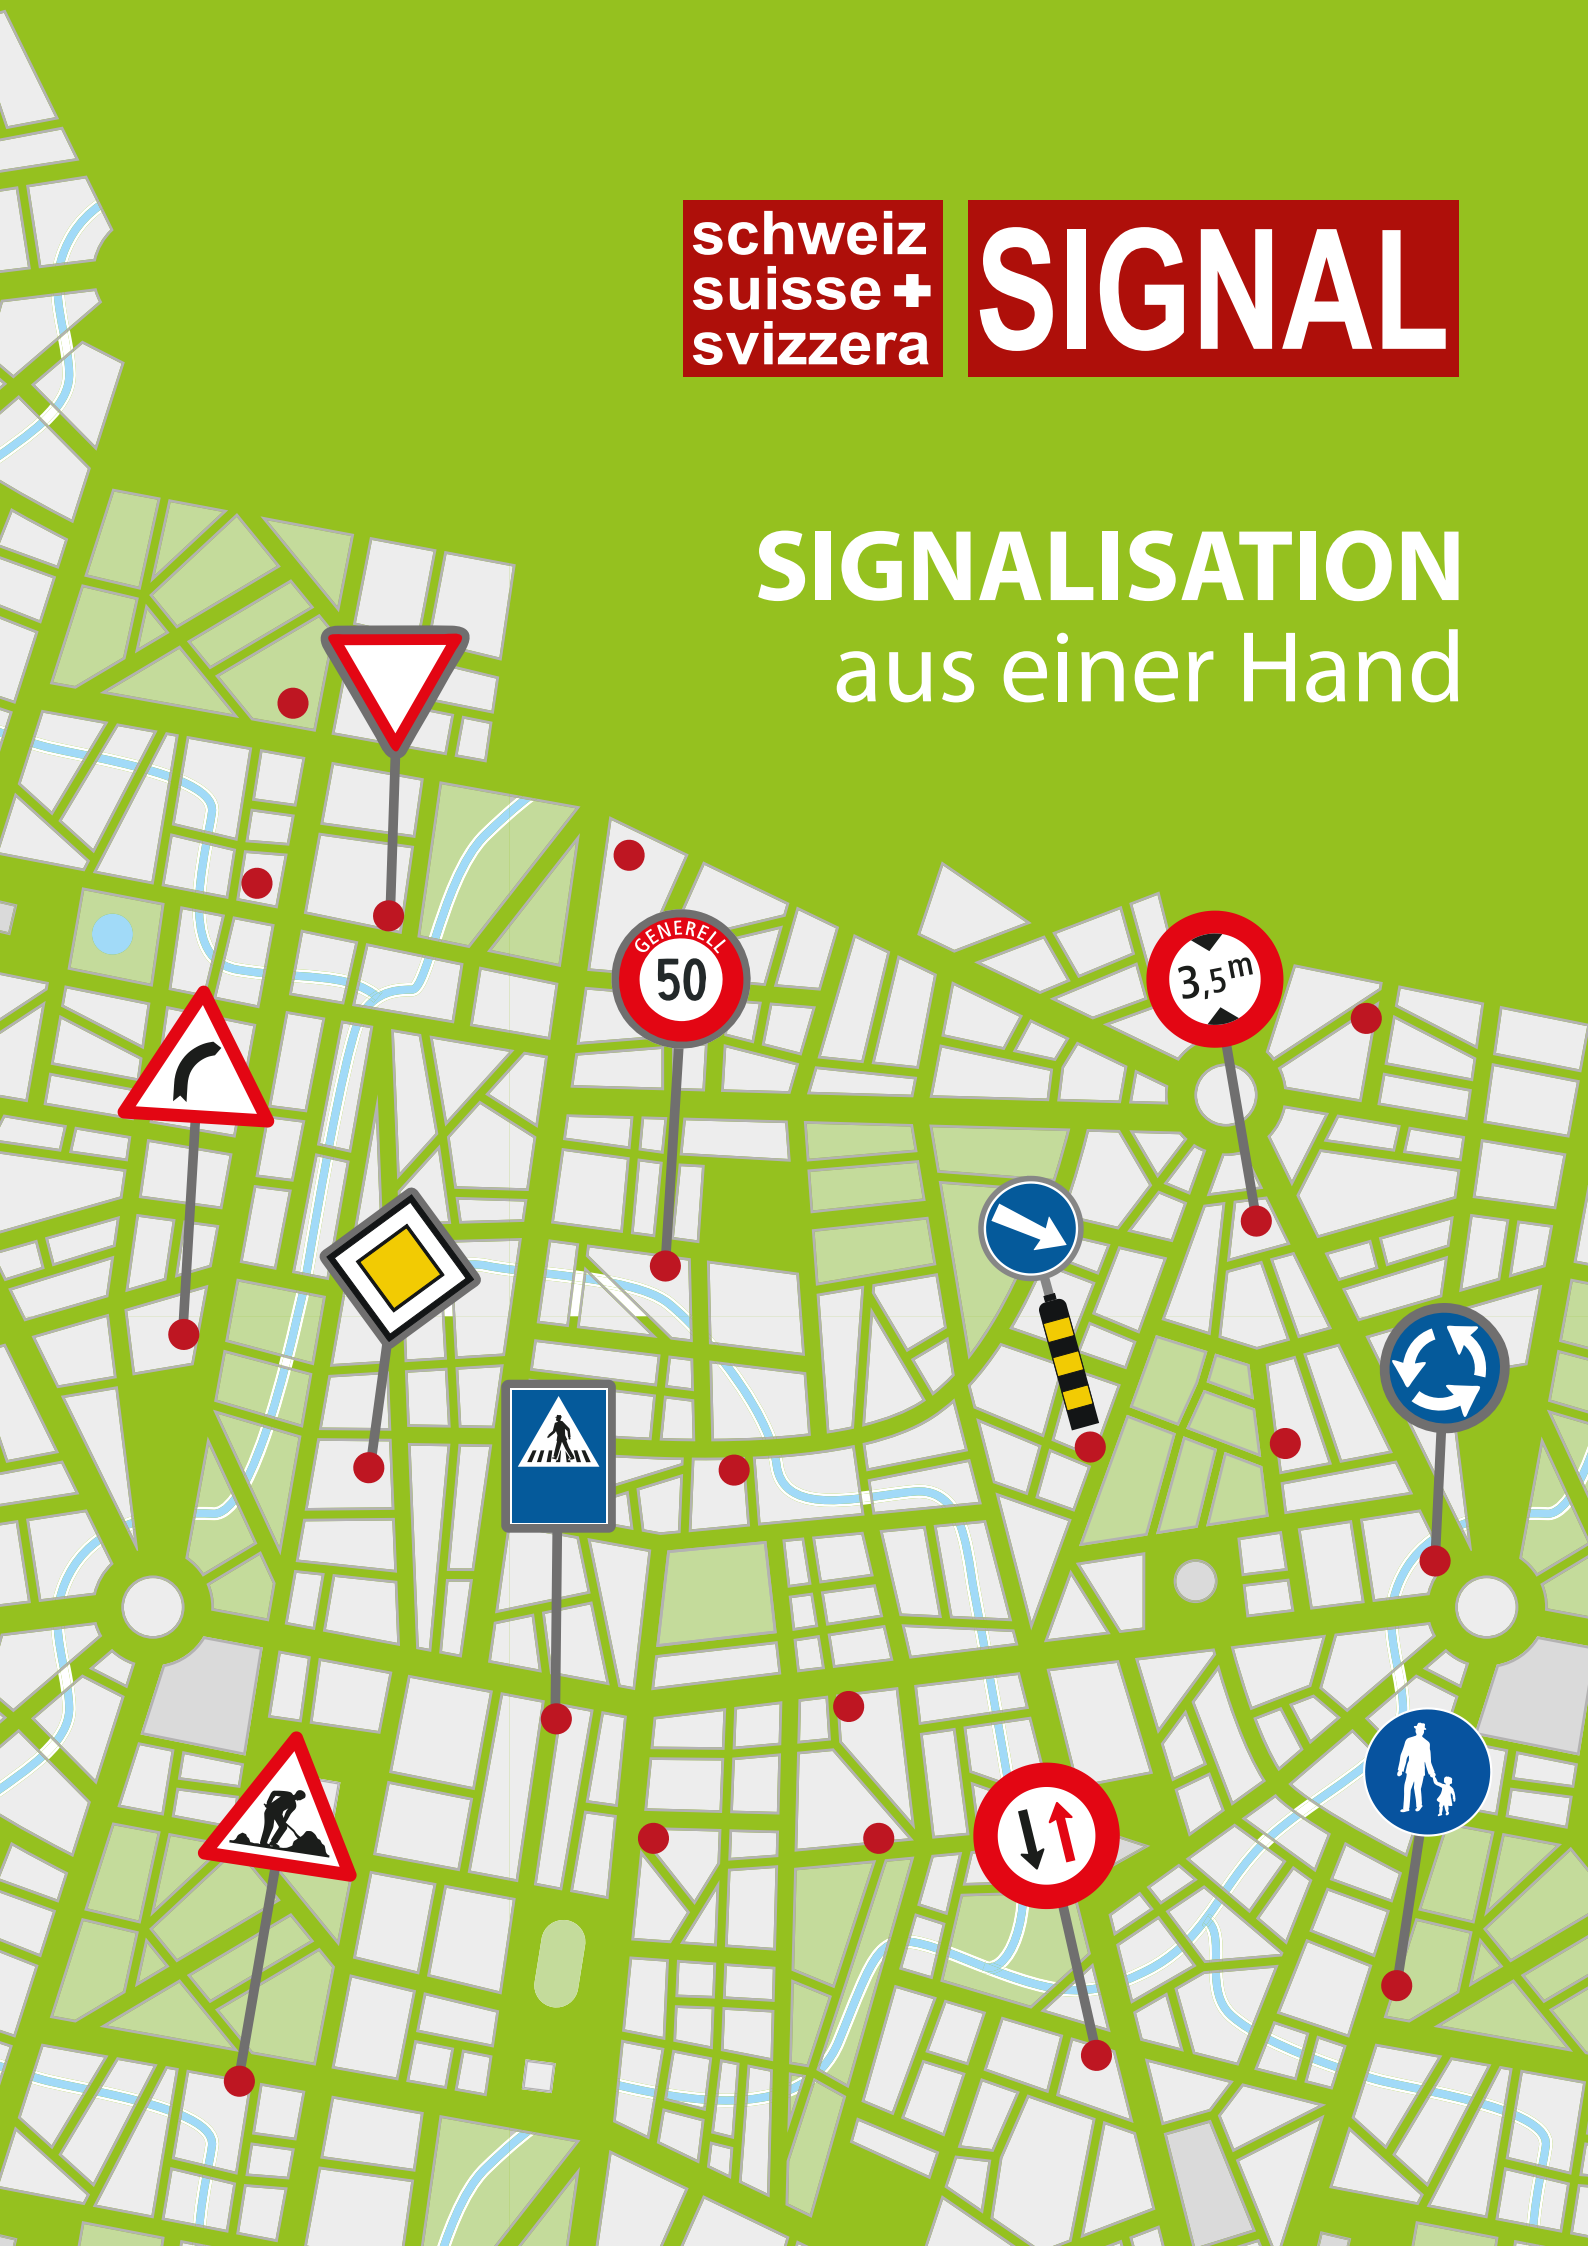 schweiz
suisse+
svizzera
SIGNAL
SIGNALISATION
aus einer Hand
GENERELL
50
3,5m